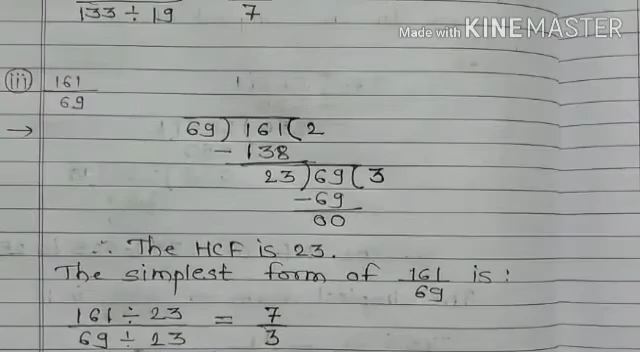 133 ÷ 19 7
Made with KINEMASTER
(iii) 161
69
→ 69) 161 (2
- 138
23) 69 (3
- 69
00
∴ The HCF is 23.
The simplest form of 161/69 is :
161 ÷ 23 = 7
69 ÷ 23 3